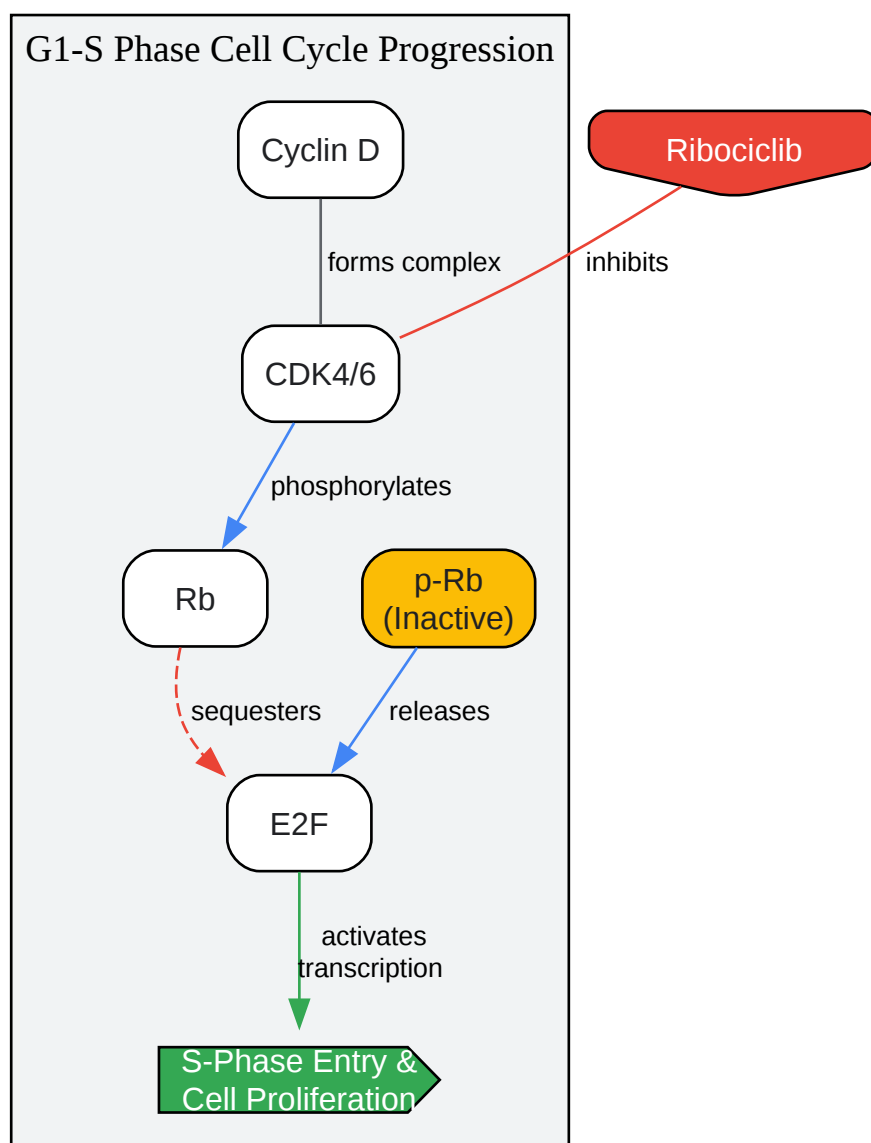 G1-S Phase Cell Cycle Progression
Cyclin D
Ribociclib
forms complex
inhibits
CDK4/6
phosphorylates
Rb
p-Rb
(Inactive)
sequesters
releases
E2F
activates
transcription
S-Phase Entry &
Cell Proliferation